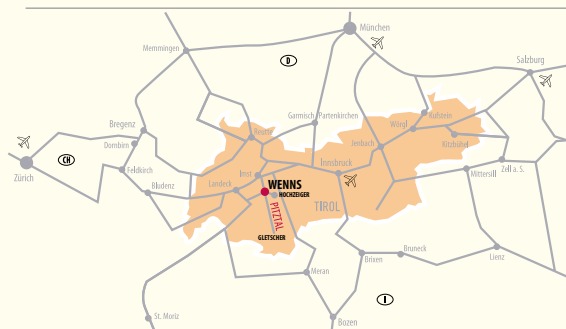 München
Memmingen
D
Salzburg
Bregenz
Dornbirn
Reutte
Garmisch Partenkirchen
Kufstein
Wörgl
Kitzbühel
Jenbach
CH
Zürich
Feldkirch
Bludenz
Imst
Landeck
Innsbruck
Zell a. S.
Mittersill
WENNS
HOCHZEIGER
TIROL
PITZTAL
GLETSCHER
Meran
Brixen
Bruneck
Lienz
I
St. Moriz
Bozen